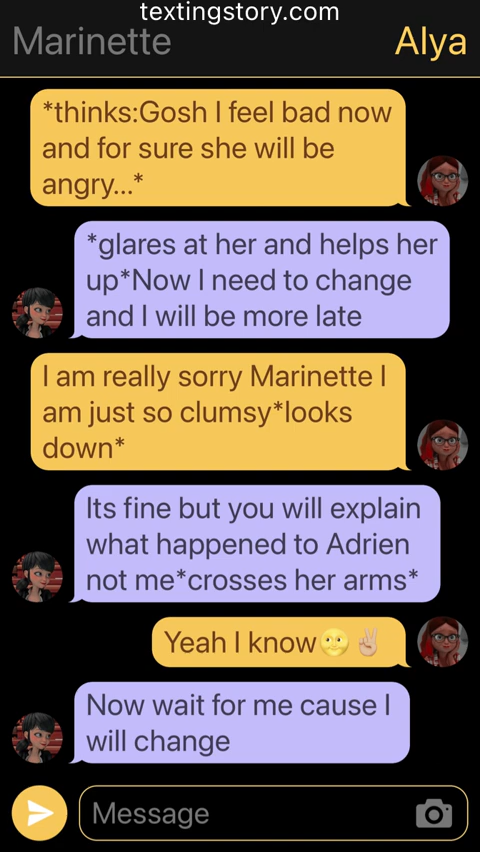 textingstory.com
Marinette
Alya
*thinks:Gosh I feel bad now
and for sure she will be
angry...*
*glares at her and helps her
up*Now I need to change
and I will be more late
I am really sorry Marinette I
am just so clumsy*looks
down*
Its fine but you will explain
what happened to Adrien
not me*crosses her arms*
Yeah I know🌝✌🏼
Now wait for me cause I
will change
Message